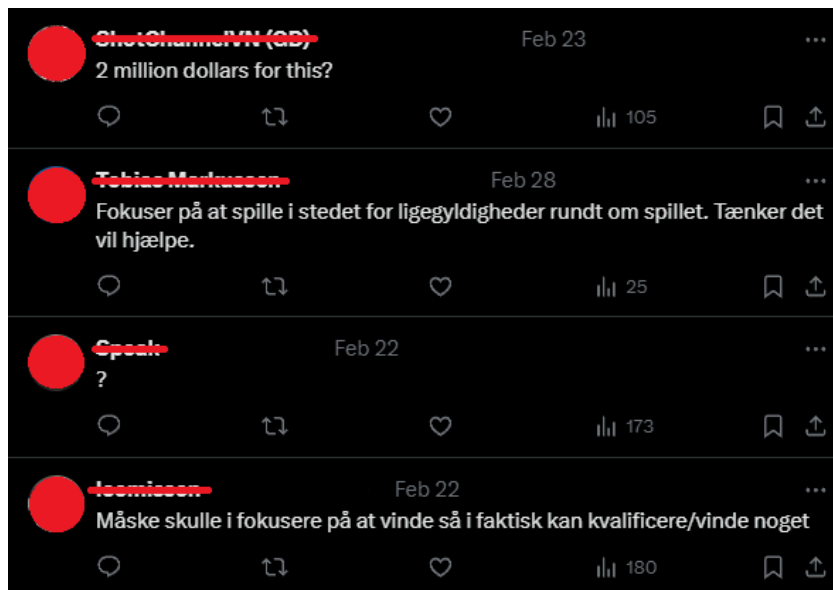 Feb 23
2 million dollars for this?
105
Feb 28
Fokuser på at spille i stedet for ligegyldigheder rundt om spillet. Tænker det
vil hjælpe.
25
Feb 22
?
173
Feb 22
Måske skulle i fokusere på at vinde så i faktisk kan kvalificere/vinde noget
180